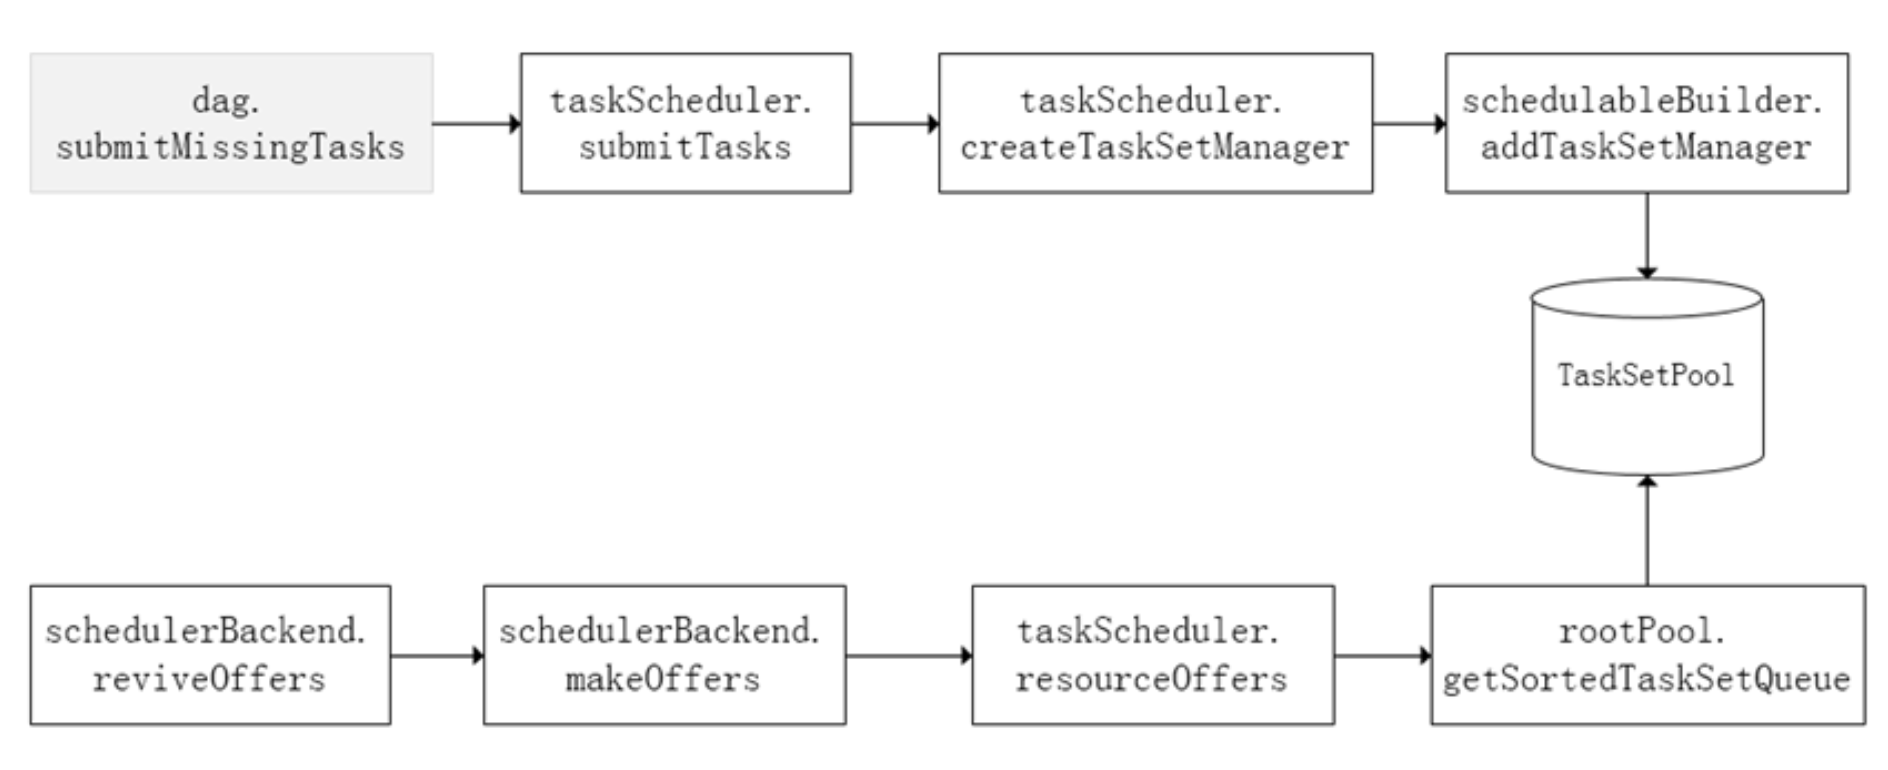 dag.
submitMissingTasks
taskScheduler.
submitTasks
taskScheduler.
createTaskSetManager
schedulableBuilder.
addTaskSetManager
TaskSetPool
schedulerBackend.
reviveOffers
schedulerBackend.
makeOffers
taskScheduler.
resourceOffers
rootPool.
getSortedTaskSetQueue